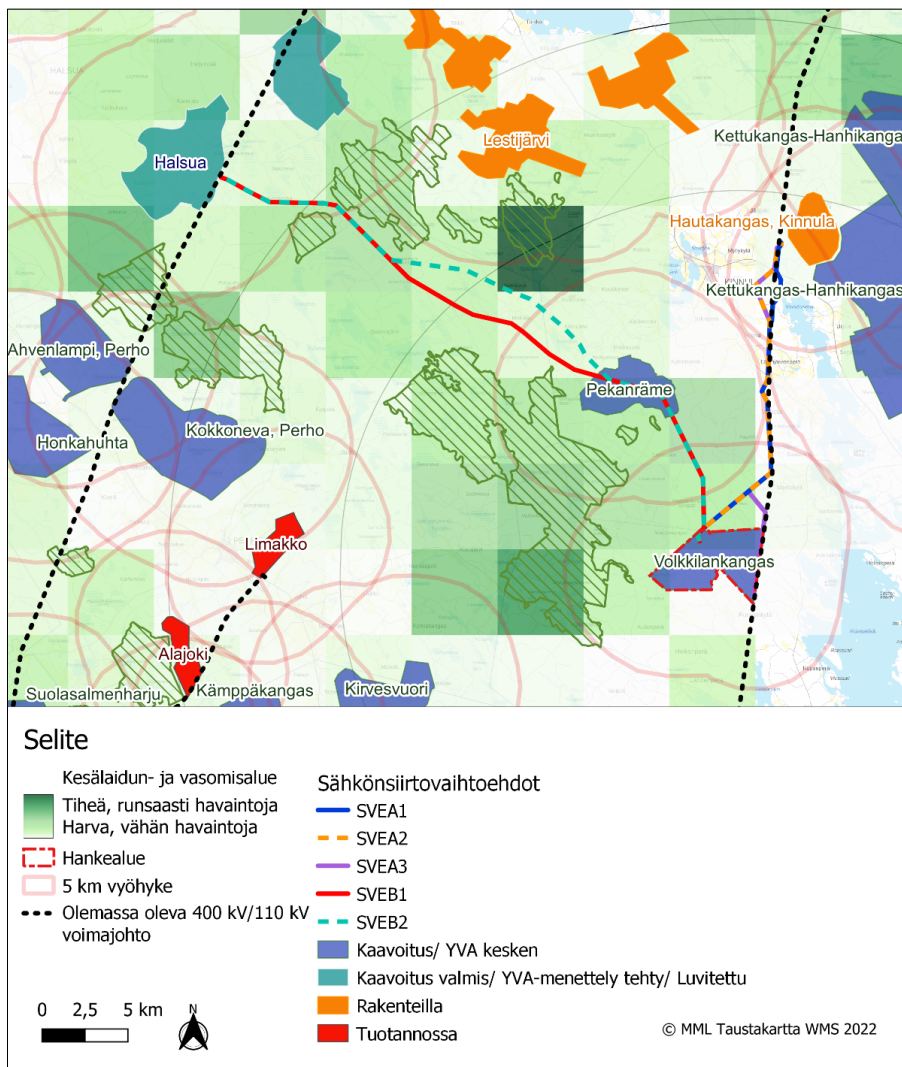 Halsua
Lestijärvi
Kettukangas-Hanhikangas
Hautakangas, Kinnula
Kettukangas-Hanhikangas
Ahvenlampi, Perho
Pekanräme
Honkahuhta
Kokkoneva, Perho
Limakko
Voikkilankangas
Alajoki
Suolasalmenharju
Kämppäkangas
Kirvesvuori
Selite
Kesälaidun- ja vasomisalue
Tiheä, runsaasti havaintoja
Harva, vähän havaintoja
Hankealue
5 km vyöhyke
Olemassa oleva 400 kV/110 kV
voimajohto
0 2,5 5 km
N
Sähkönsiirtovaihtoehdot
SVEA1
SVEA2
SVEA3
SVEB1
SVEB2
Kaavoitus/ YVA kesken
Kaavoitus valmis/ YVA-menettely tehty/ Luvitettu
Rakenteilla
Tuotannossa
© MML Taustakartta WMS 2022